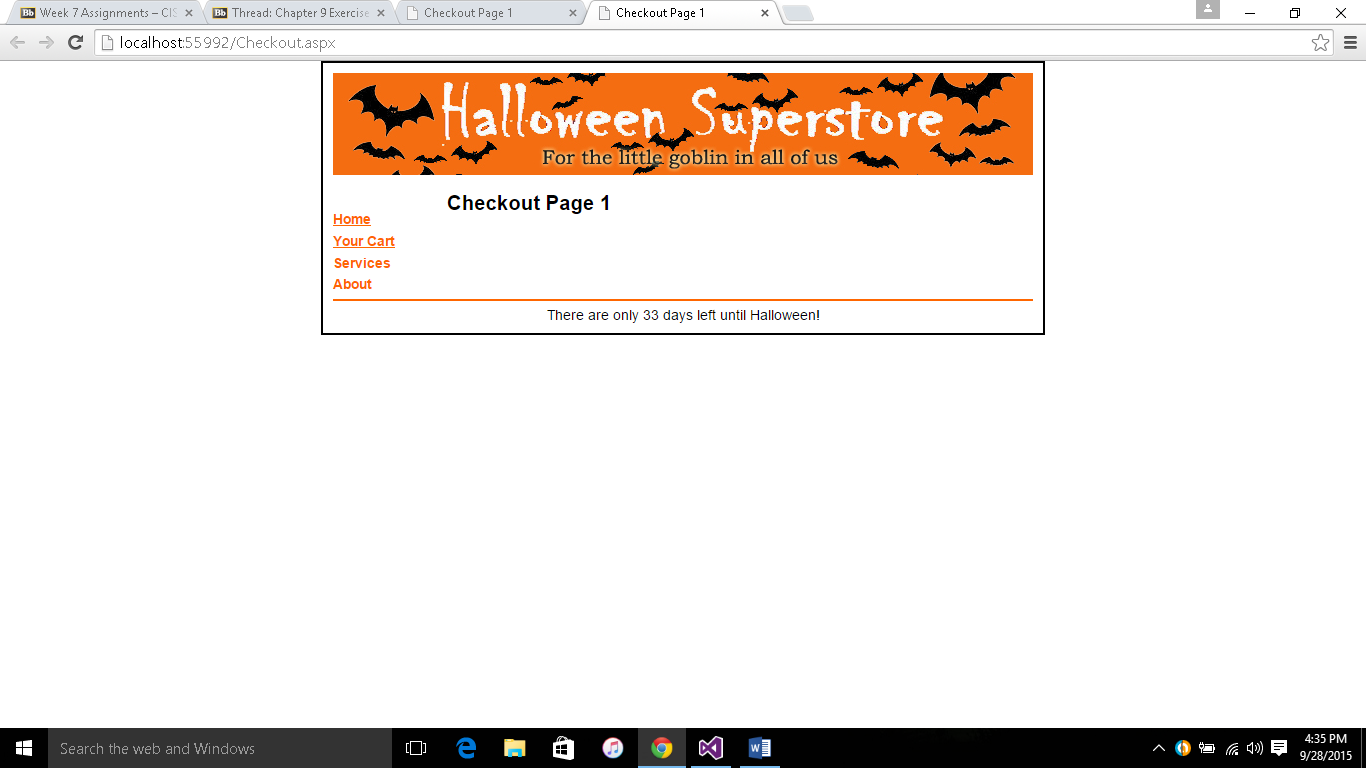 Week 7 Assignments – CIS
Thread: Chapter 9 Exercise
Checkout Page 1
Checkout Page 1
localhost:55992/Checkout.aspx
Halloween Superstore
For the little goblin in all of us
Checkout Page 1
Home
Your Cart
Services
About
There are only 33 days left until Halloween!
Search the web and Windows
4:35 PM
9/28/2015